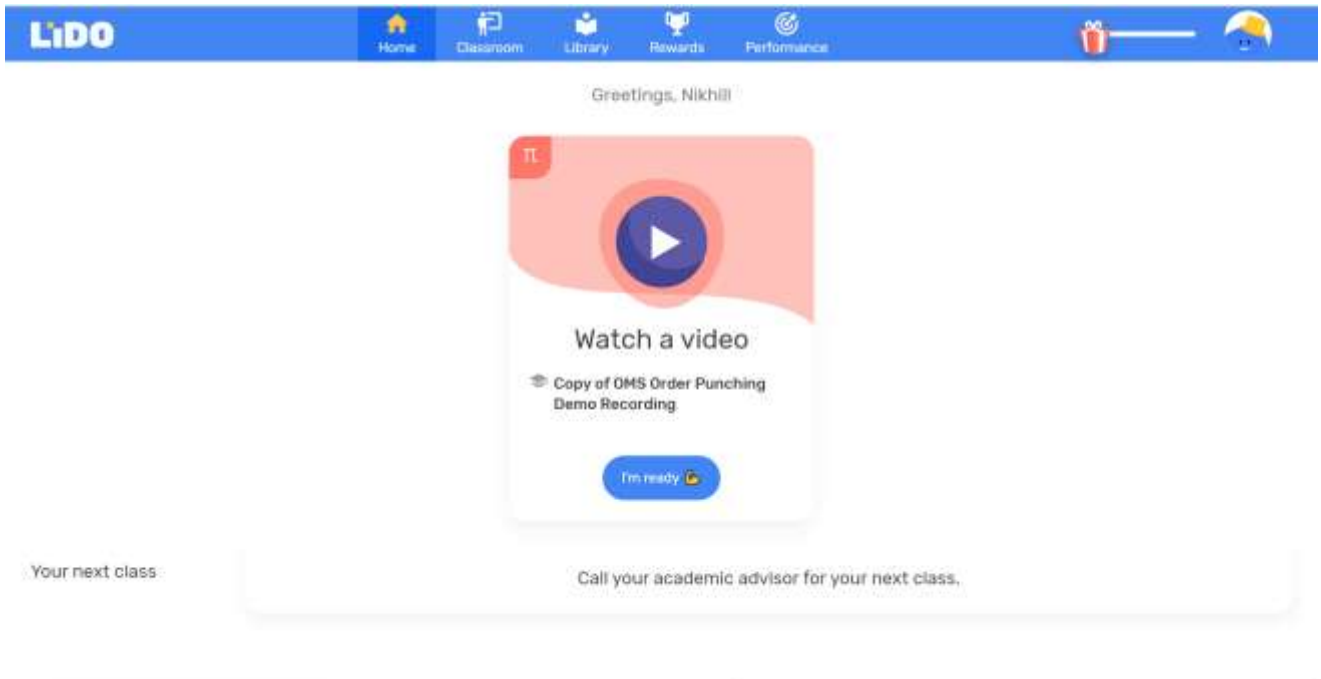 LiDO
Home
Classroom
Library
Rewards
Performance
Greetings, Nikhill
π
Watch a video
Copy of OMS Order Punching
Demo Recording
I'm ready 💪
Your next class
Call your academic advisor for your next class.